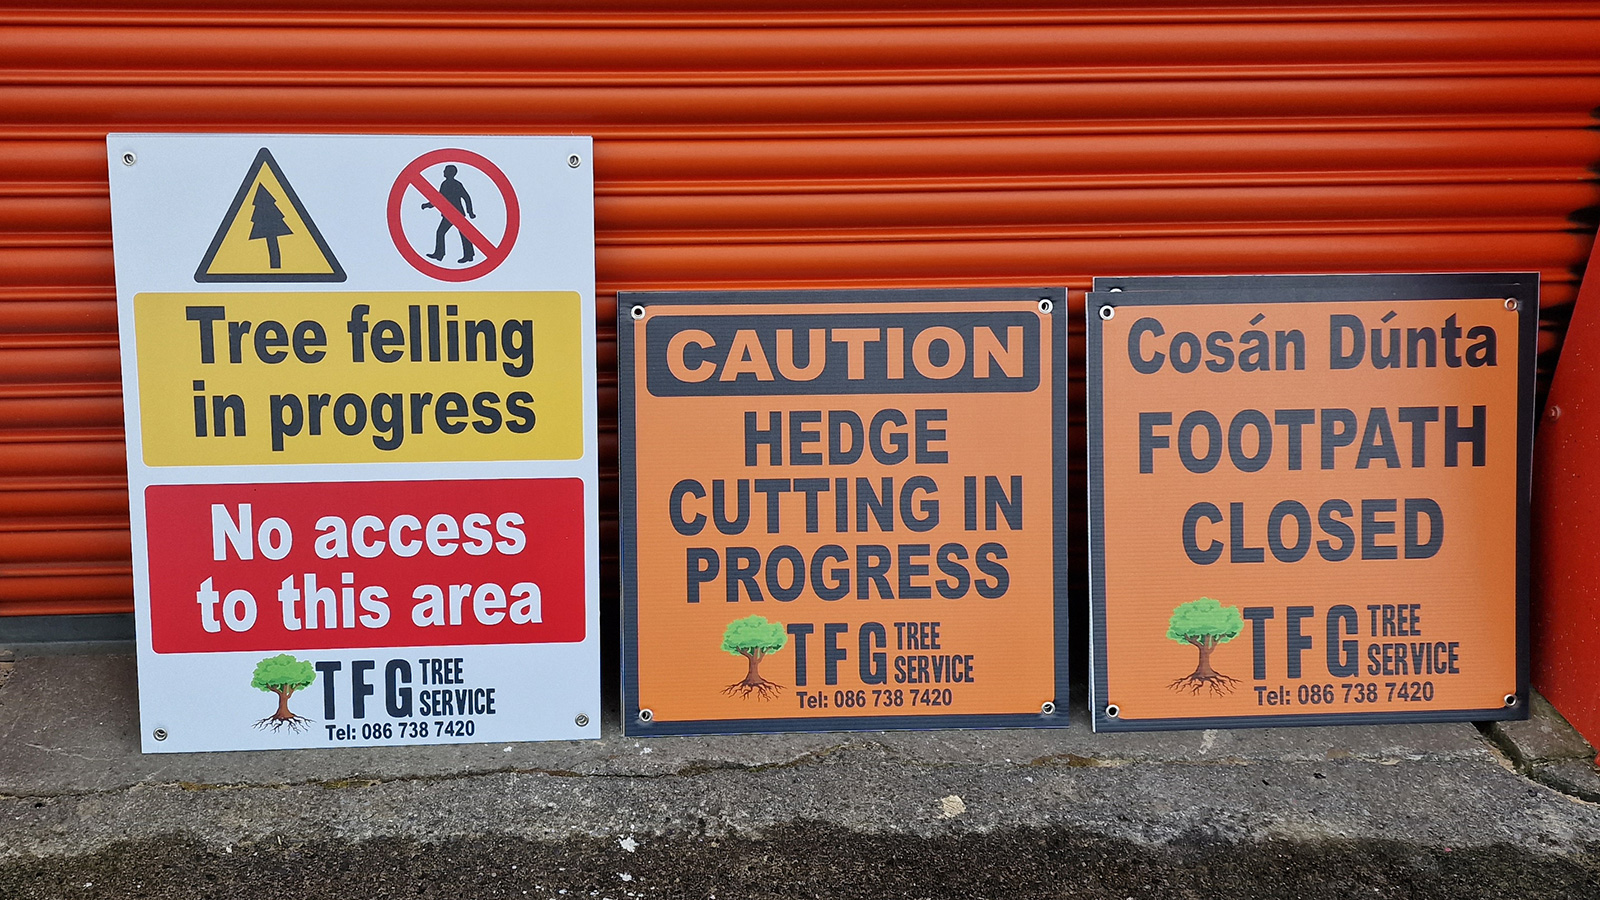 Tree felling
in progress
No access
to this area
TFG TREE
SERVICE
Tel: 086 738 7420
CAUTION
HEDGE
CUTTING IN
PROGRESS
TFG TREE
SERVICE
Tel: 086 738 7420
Cosán Dúnta
FOOTPATH
CLOSED
TFG TREE
SERVICE
Tel: 086 738 7420